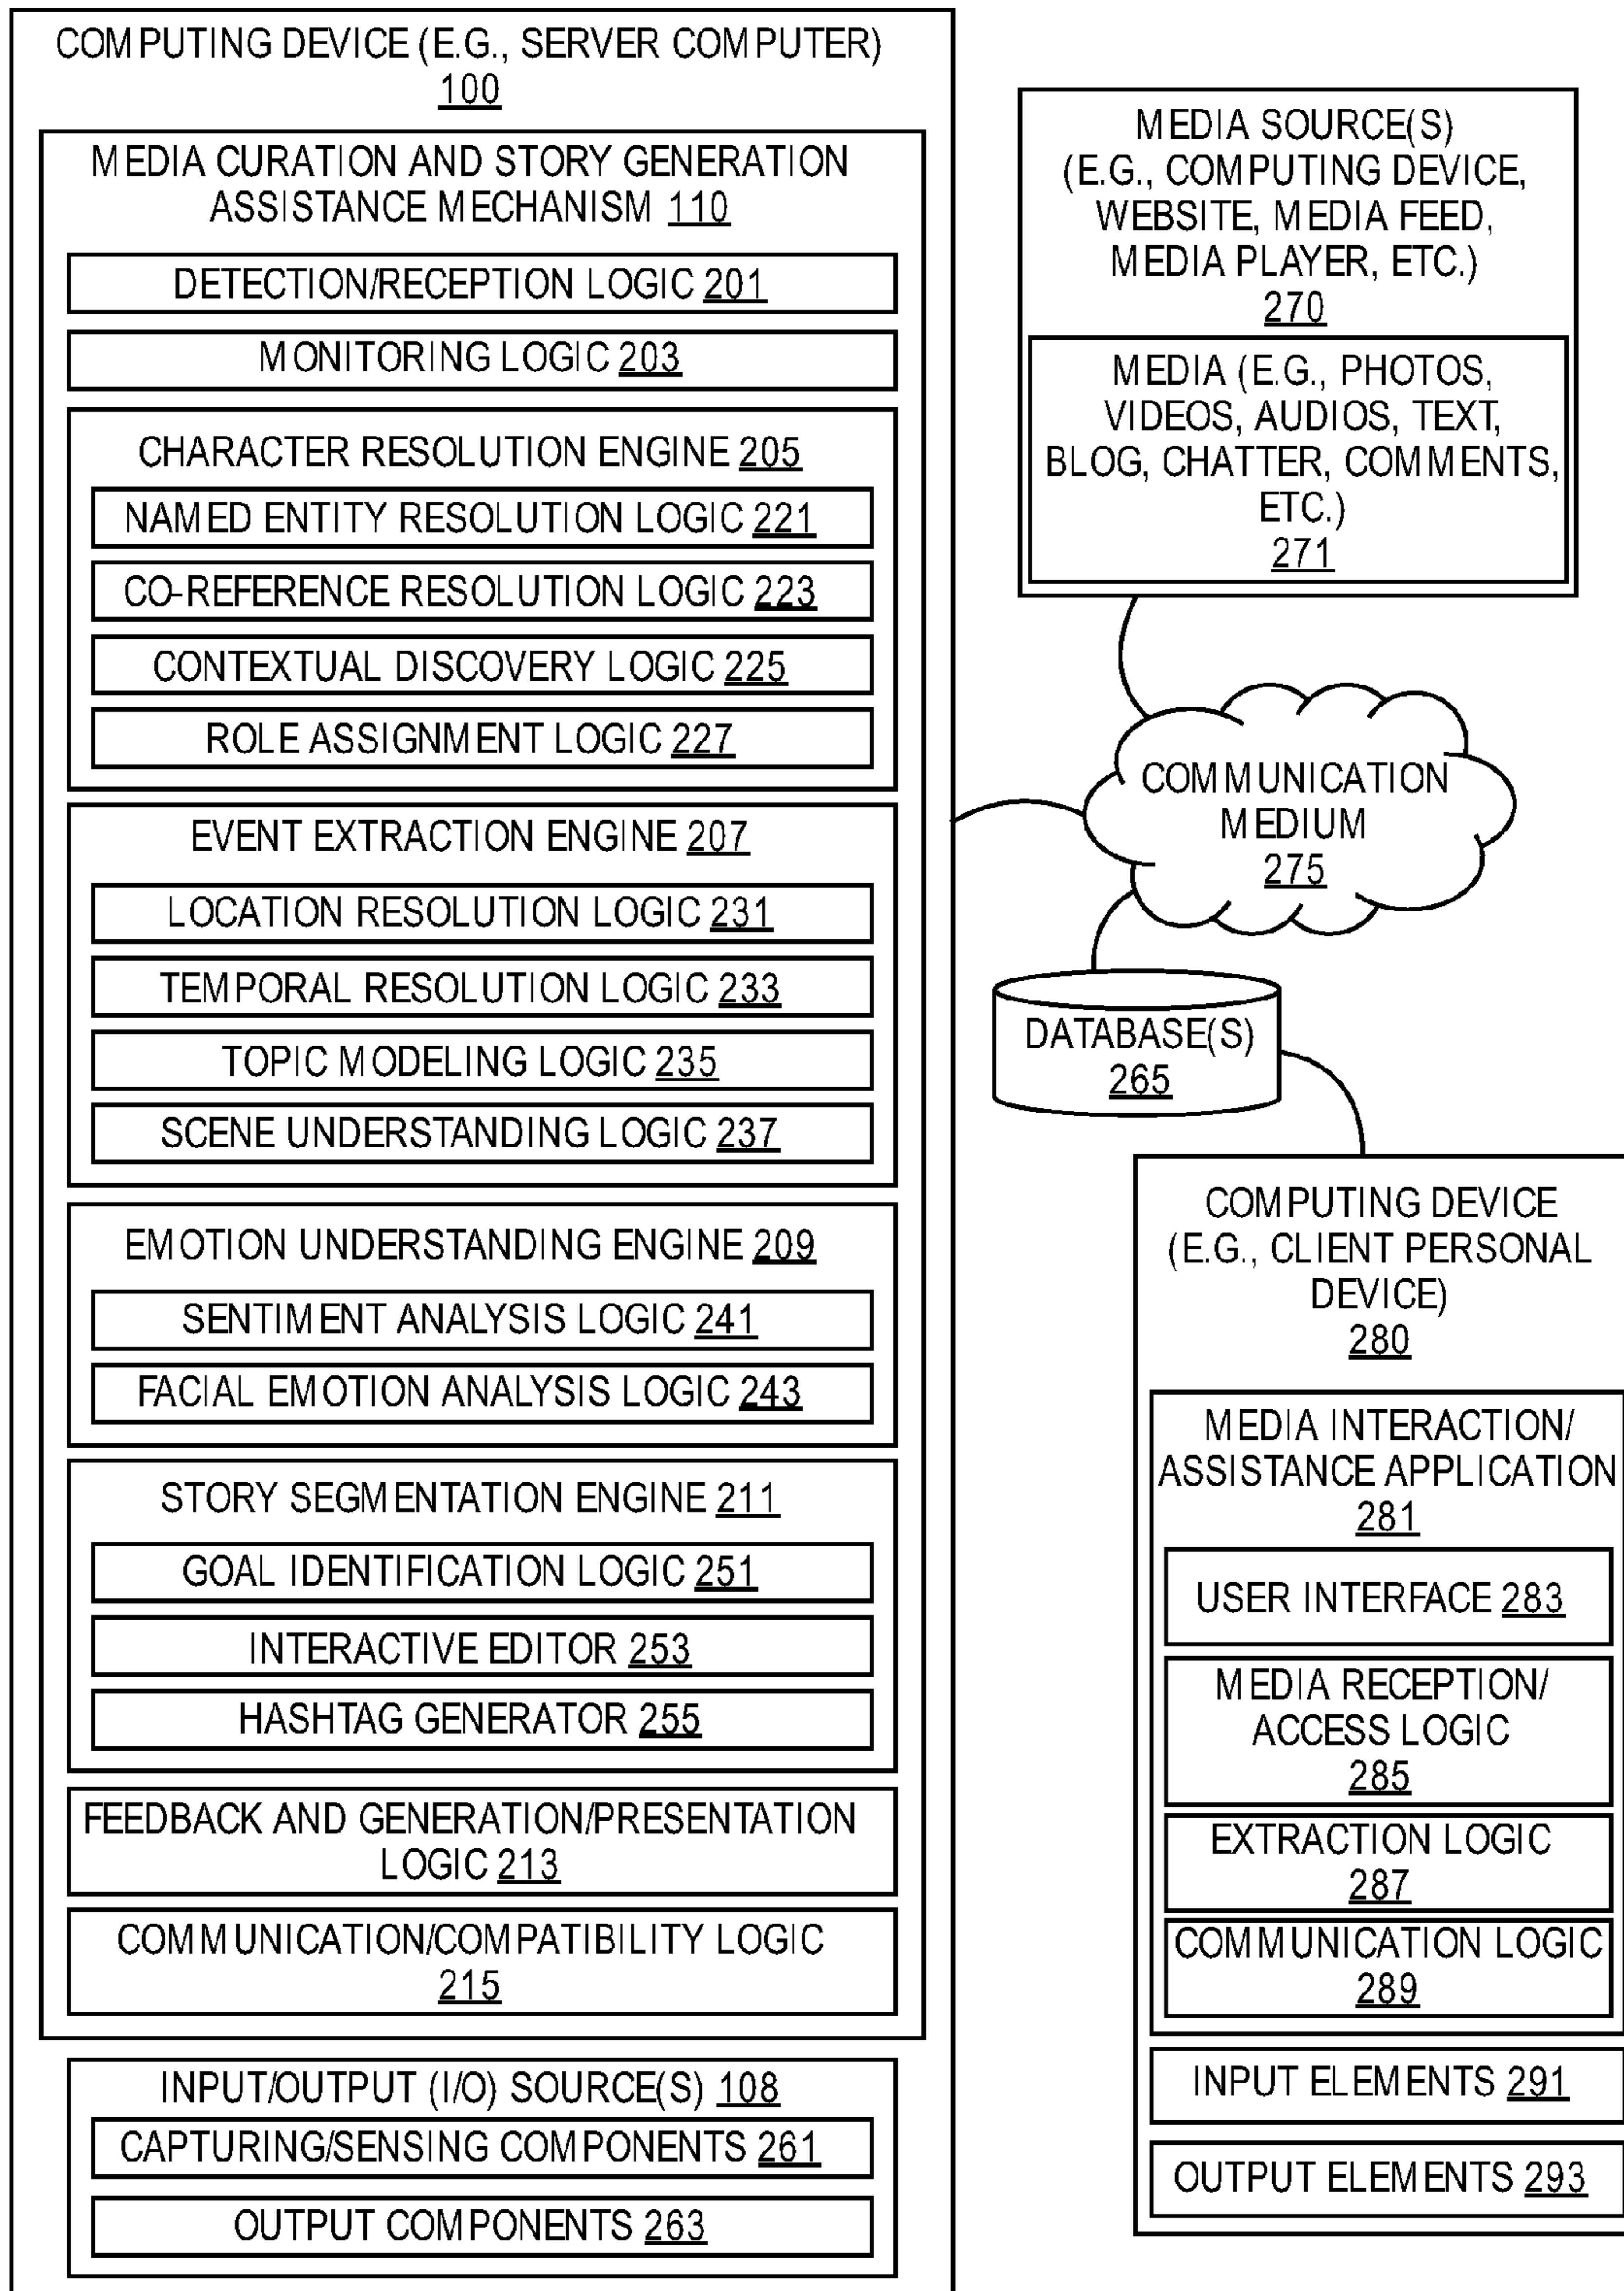 COMPUTING DEVICE (E.G., SERVER COMPUTER)
100
MEDIA CURATION AND STORY GENERATION
ASSISTANCE MECHANISM 110
DETECTION/RECEPTION LOGIC 201
MONITORING LOGIC 203
CHARACTER RESOLUTION ENGINE 205
NAMED ENTITY RESOLUTION LOGIC 221
CO-REFERENCE RESOLUTION LOGIC 223
CONTEXTUAL DISCOVERY LOGIC 225
ROLE ASSIGNMENT LOGIC 227
EVENT EXTRACTION ENGINE 207
LOCATION RESOLUTION LOGIC 231
TEMPORAL RESOLUTION LOGIC 233
TOPIC MODELING LOGIC 235
SCENE UNDERSTANDING LOGIC 237
EMOTION UNDERSTANDING ENGINE 209
SENTIMENT ANALYSIS LOGIC 241
FACIAL EMOTION ANALYSIS LOGIC 243
STORY SEGMENTATION ENGINE 211
GOAL IDENTIFICATION LOGIC 251
INTERACTIVE EDITOR 253
HASHTAG GENERATOR 255
FEEDBACK AND GENERATION/PRESENTATION
LOGIC 213
COMMUNICATION/COMPATIBILITY LOGIC
215
INPUT/OUTPUT (I/O) SOURCE(S) 108
CAPTURING/SENSING COMPONENTS 261
OUTPUT COMPONENTS 263
MEDIA SOURCE(S)
(E.G., COMPUTING DEVICE,
WEBSITE, MEDIA FEED,
MEDIA PLAYER, ETC.)
270
MEDIA (E.G., PHOTOS,
VIDEOS, AUDIOS, TEXT,
BLOG, CHATTER, COMMENTS,
ETC.)
271
COMMUNICATION
MEDIUM
275
DATABASE(S)
265
COMPUTING DEVICE
(E.G., CLIENT PERSONAL
DEVICE)
280
MEDIA INTERACTION/
ASSISTANCE APPLICATION
281
USER INTERFACE 283
MEDIA RECEPTION/
ACCESS LOGIC
285
EXTRACTION LOGIC
287
COMMUNICATION LOGIC
289
INPUT ELEMENTS 291
OUTPUT ELEMENTS 293